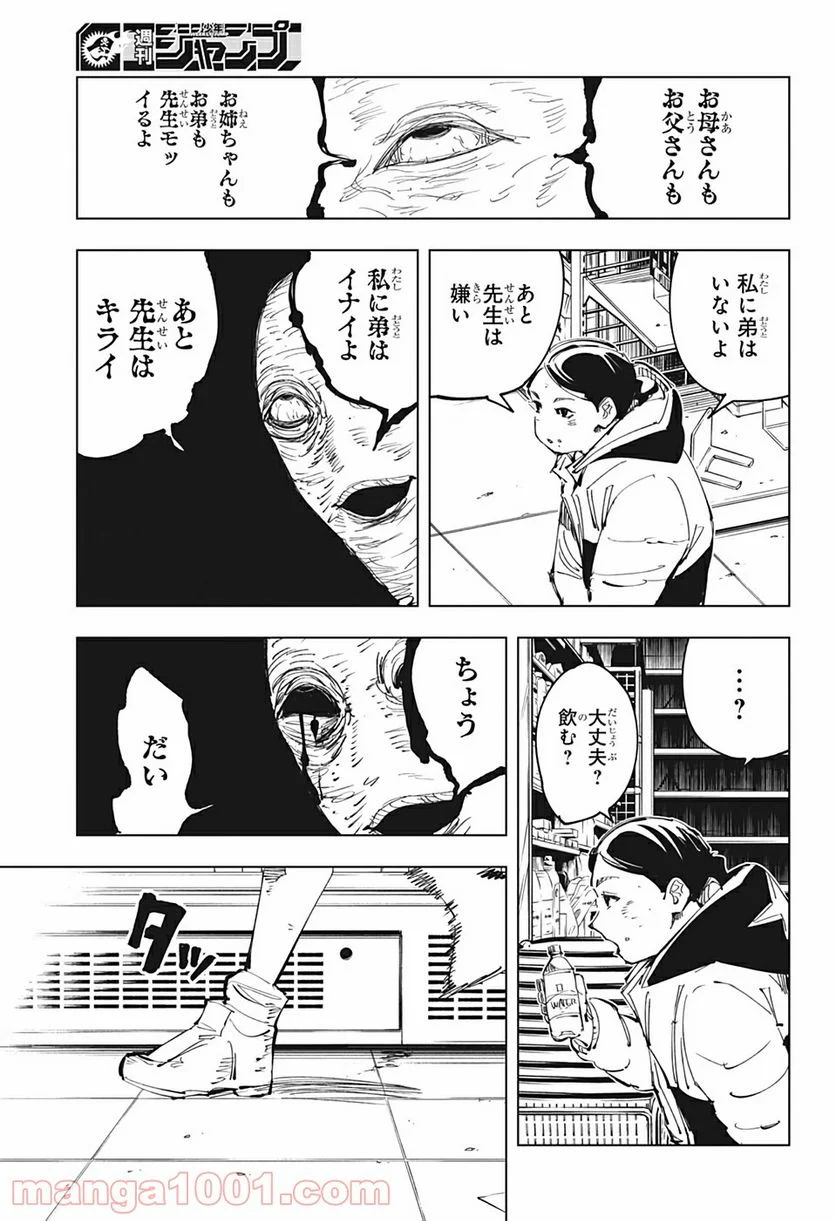 週刊
少年
ジャンプ
お母さんも
お父さんも
お姉ちゃんも
お弟も
先生モッ
イるよ
私に弟は
いないよ
あと
先生は
嫌い
私に弟は
イナイよ
あと
先生は
キライ
…?
大丈夫?
飲む?
WATER
ちょう
だい
タッ
manga1001.com